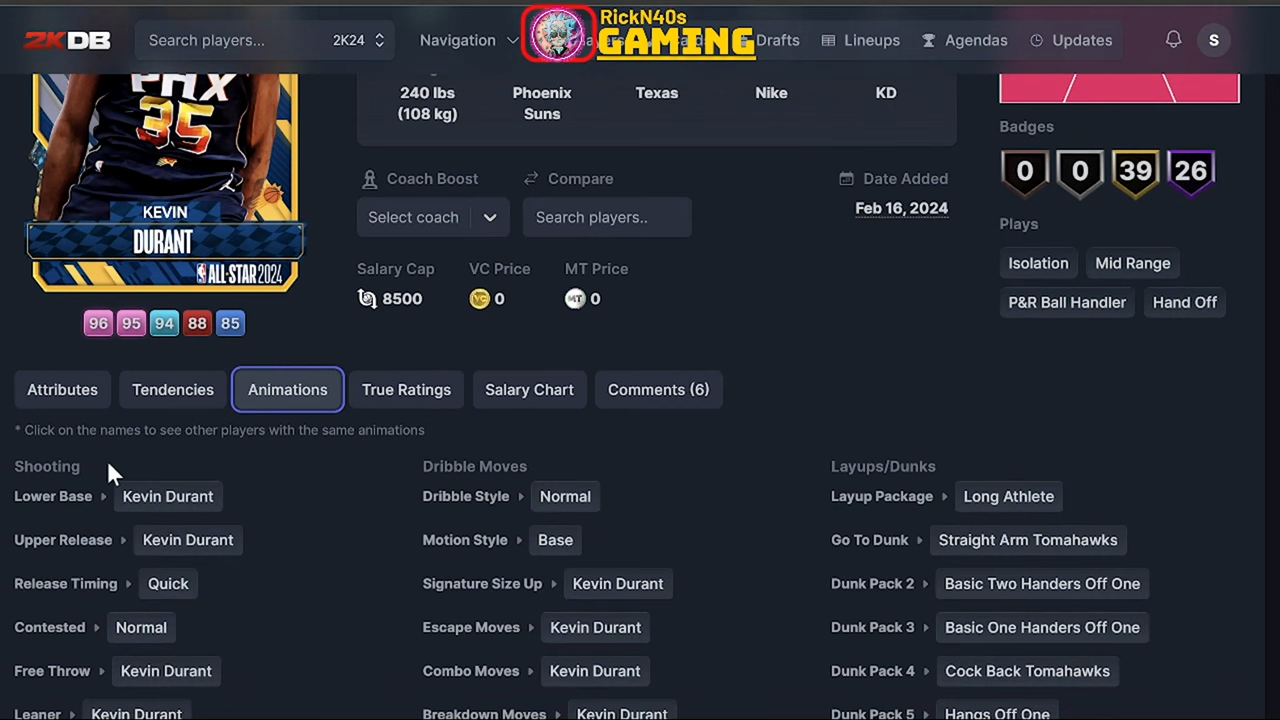 2KDB
Search players...
2K24
Navigation
RickN40s
GAMING
Drafts
Lineups
Agendas
Updates
S
PHX
35
KEVIN
DURANT
ALL-STAR 2024
96 95 94 88 85
240 lbs
(108 kg)
Phoenix
Suns
Texas
Nike
KD
Coach Boost
Compare
Date Added
Select coach
Search players..
Feb 16, 2024
Salary Cap
VC Price
MT Price
8500
VC 0
MT 0
Badges
0 0 39 26
Plays
Isolation
Mid Range
P&R Ball Handler
Hand Off
Attributes
Tendencies
Animations
True Ratings
Salary Chart
Comments (6)
* Click on the names to see other players with the same animations
Shooting
Lower Base Kevin Durant
Upper Release Kevin Durant
Release Timing Quick
Contested Normal
Free Throw Kevin Durant
Leaner Kevin Durant
Dribble Moves
Dribble Style Normal
Motion Style Base
Signature Size Up Kevin Durant
Escape Moves Kevin Durant
Combo Moves Kevin Durant
Breakdown Moves Kevin Durant
Layups/Dunks
Layup Package Long Athlete
Go To Dunk Straight Arm Tomahawks
Dunk Pack 2 Basic Two Handers Off One
Dunk Pack 3 Basic One Handers Off One
Dunk Pack 4 Cock Back Tomahawks
Dunk Pack 5 Hangs Off One